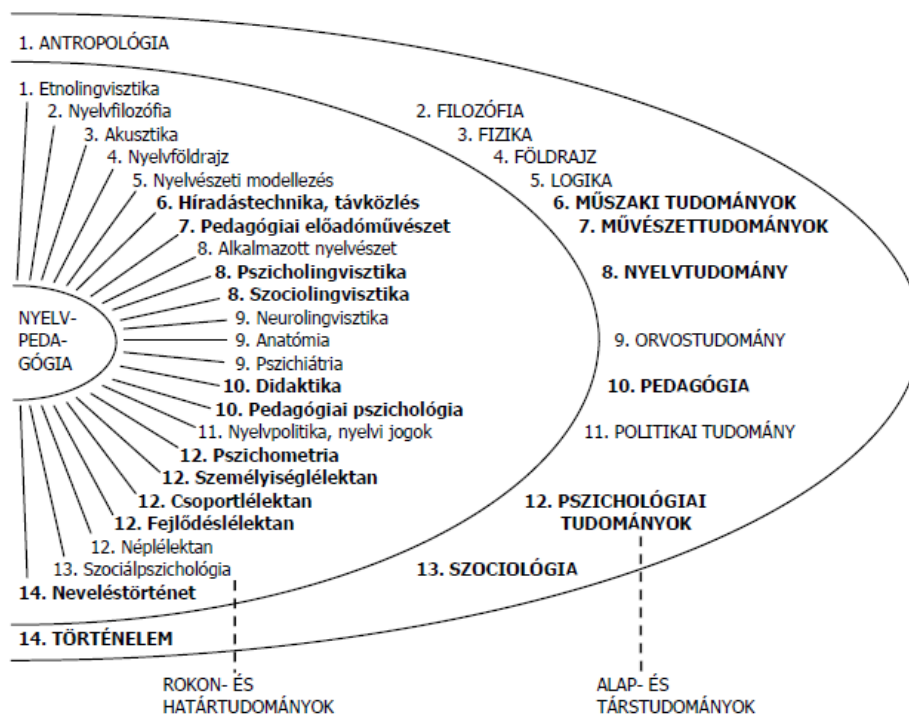 1. ANTROPOLÓGIA
1. Etnolingvisztika
2. Nyelvfilozófia
3. Akusztika
4. Nyelvföldrajz
5. Nyelvészeti modellezés
6. Híradástechnika, távközlés
7. Pedagógiai előadóművészet
8. Alkalmazott nyelvészet
8. Pszicholingvisztika
8. Szociolingvisztika
9. Neurolingvisztika
9. Anatómia
9. Pszichiátria
10. Didaktika
10. Pedagógiai pszichológia
11. Nyelvpolitika, nyelvi jogok
12. Pszichometria
12. Személyiséglélektan
12. Csoportlélektan
12. Fejlődéslélektan
12. Néplélektan
13. Szociálpszichológia
14. Neveléstörténet
NYELV-
PEDA-
GÓGIA
2. FILOZÓFIA
3. FIZIKA
4. FÖLDRAJZ
5. LOGIKA
6. MŰSZAKI TUDOMÁNYOK
7. MŰVÉSZETTUDOMÁNYOK
8. NYELVTUDOMÁNY
9. ORVOSTUDOMÁNY
10. PEDAGÓGIA
11. POLITIKAI TUDOMÁNY
12. PSZICHOLÓGIAI
TUDOMÁNYOK
13. SZOCIOLÓGIA
14. TÖRTÉNELEM
ROKON- ÉS
HATÁRTUDOMÁNYOK
ALAP- ÉS
TÁRSTUDOMÁNYOK